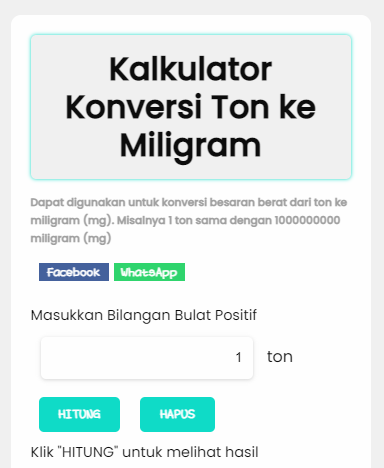 Kalkulator
Konversi Ton ke
Miligram
Dapat digunakan untuk konversi besaran berat dari ton ke
miligram (mg). Misalnya 1 ton sama dengan 1000000000
miligram (mg)
Facebook WhatsApp
Masukkan Bilangan Bulat Positif
1 ton
HITUNG HAPUS
Klik "HITUNG" untuk melihat hasil